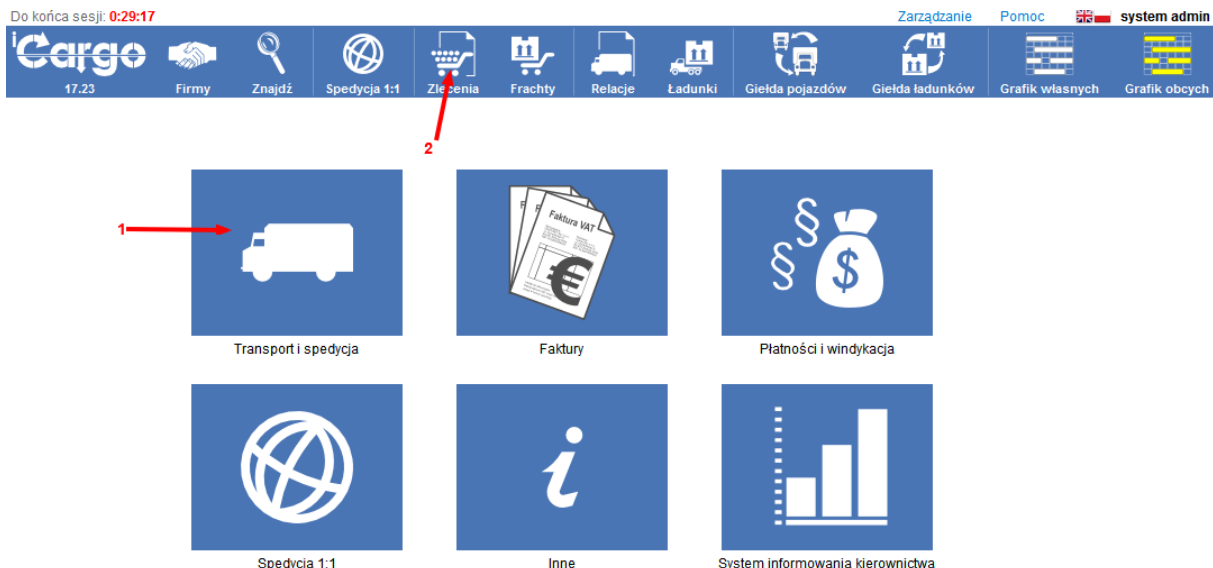 Do końca sesji: 0:29:17 Zarządzanie Pomoc system admin
iCargo
17.23 Firmy Znajdź Spedycja 1:1 Zlecenia Frachty Relacje Ładunki Giełda pojazdów Giełda ładunków Grafik własnych Grafik obcych
2
1
Faktura VAT
Transport i spedycja Faktury Płatności i windykacja
Spedycja 1:1 Inne System informowania kierownictwa